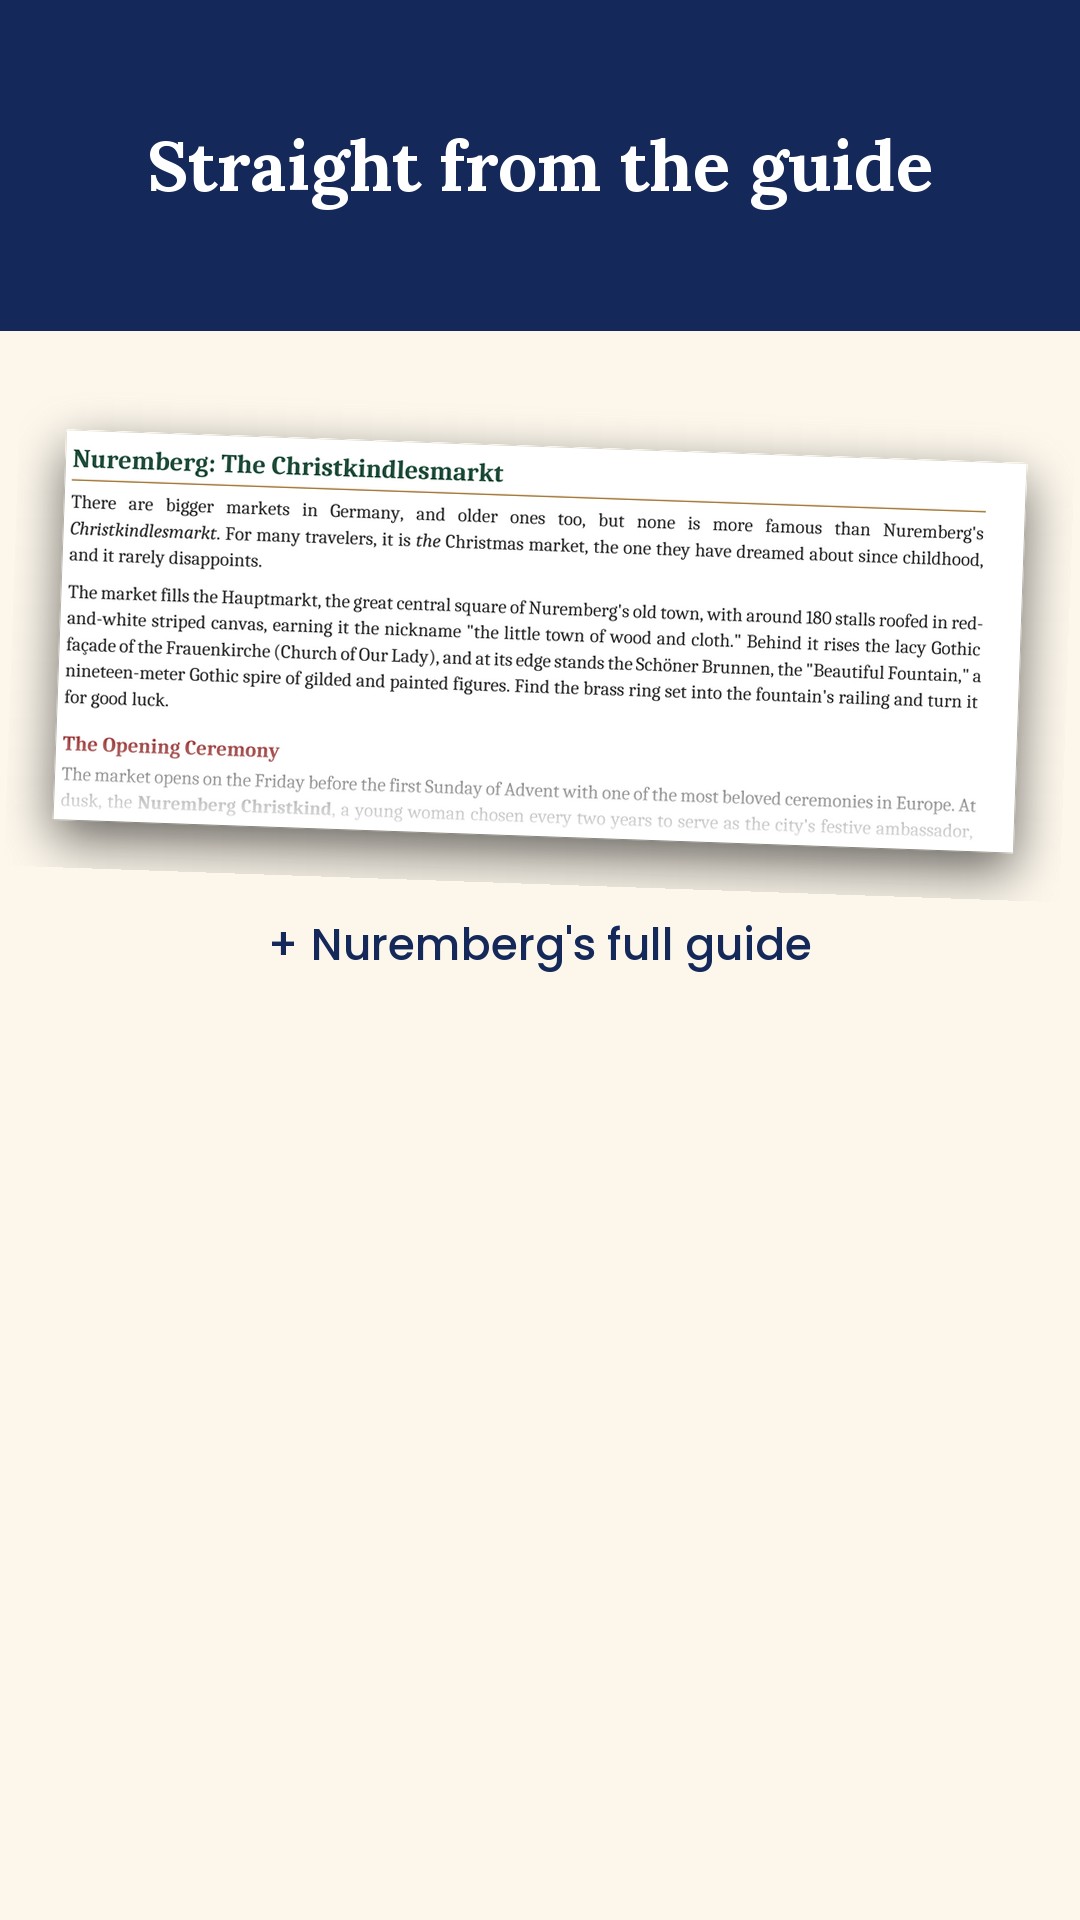 Straight from the guide
Nuremberg: The Christkindlesmarkt
There are bigger markets in Germany, and older ones too, but none is more famous than Nuremberg's
Christkindlesmarkt. For many travelers, it is the Christmas market, the one they have dreamed about since childhood,
and it rarely disappoints.
The market fills the Hauptmarkt, the great central square of Nuremberg's old town, with around 180 stalls roofed in red-
and-white striped canvas, earning it the nickname "the little town of wood and cloth." Behind it rises the lacy Gothic
façade of the Frauenkirche (Church of Our Lady), and at its edge stands the Schöner Brunnen, the "Beautiful Fountain," a
nineteen-meter Gothic spire of gilded and painted figures. Find the brass ring set into the fountain's railing and turn it
for good luck.
The Opening Ceremony
The market opens on the Friday before the first Sunday of Advent with one of the most beloved ceremonies in Europe. At
dusk, the Nuremberg Christkind, a young woman chosen every two years to serve as the city's festive ambassador,
+ Nuremberg's full guide